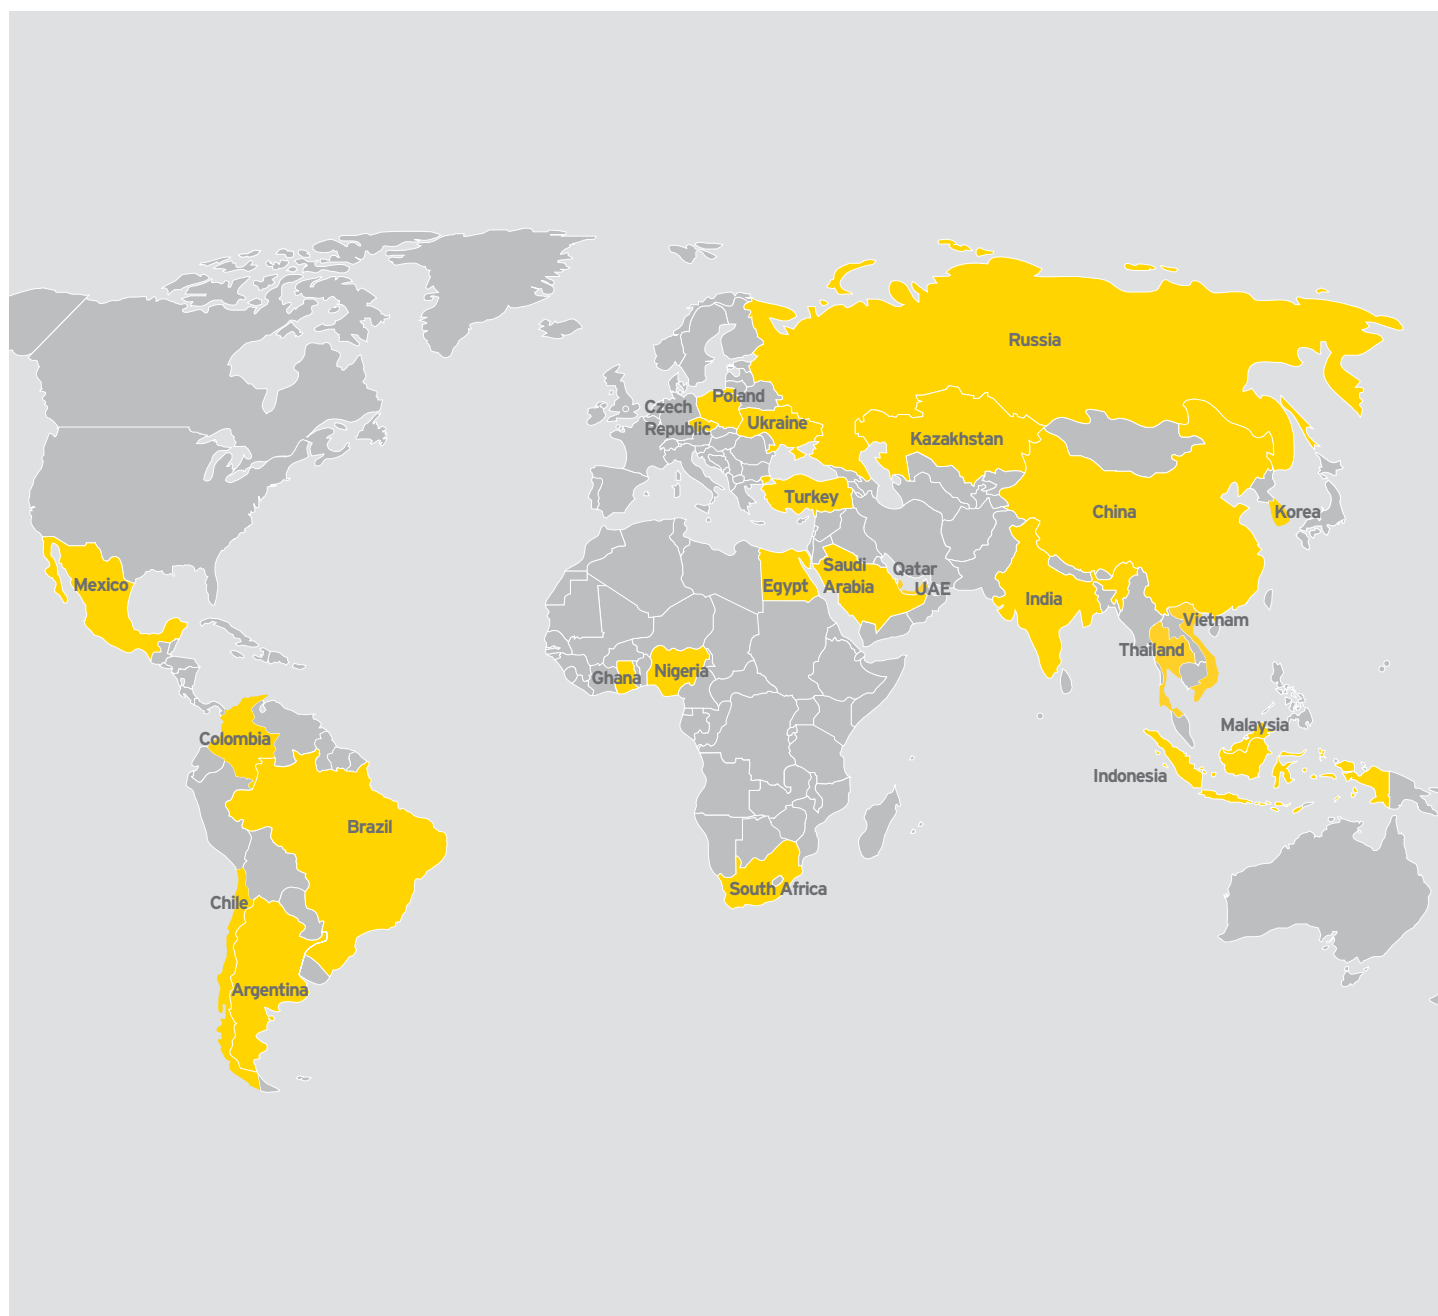 Russia
Poland
Czech
Republic
Ukraine
Kazakhstan
Turkey
China
Korea
Mexico
Egypt
Saudi
Arabia
Qatar
UAE
India
Vietnam
Thailand
Ghana
Nigeria
Colombia
Malaysia
Indonesia
Brazil
South Africa
Chile
Argentina